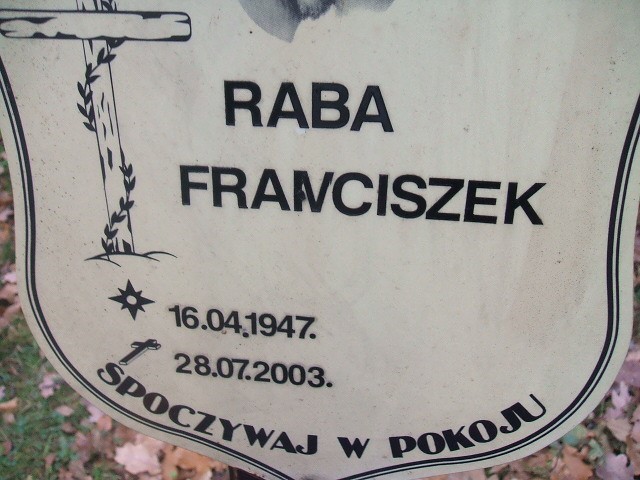 RABA
FRANCISZEK
16.04.1947.
28.07.2003.
SPOCZYWAJ W POKOJU